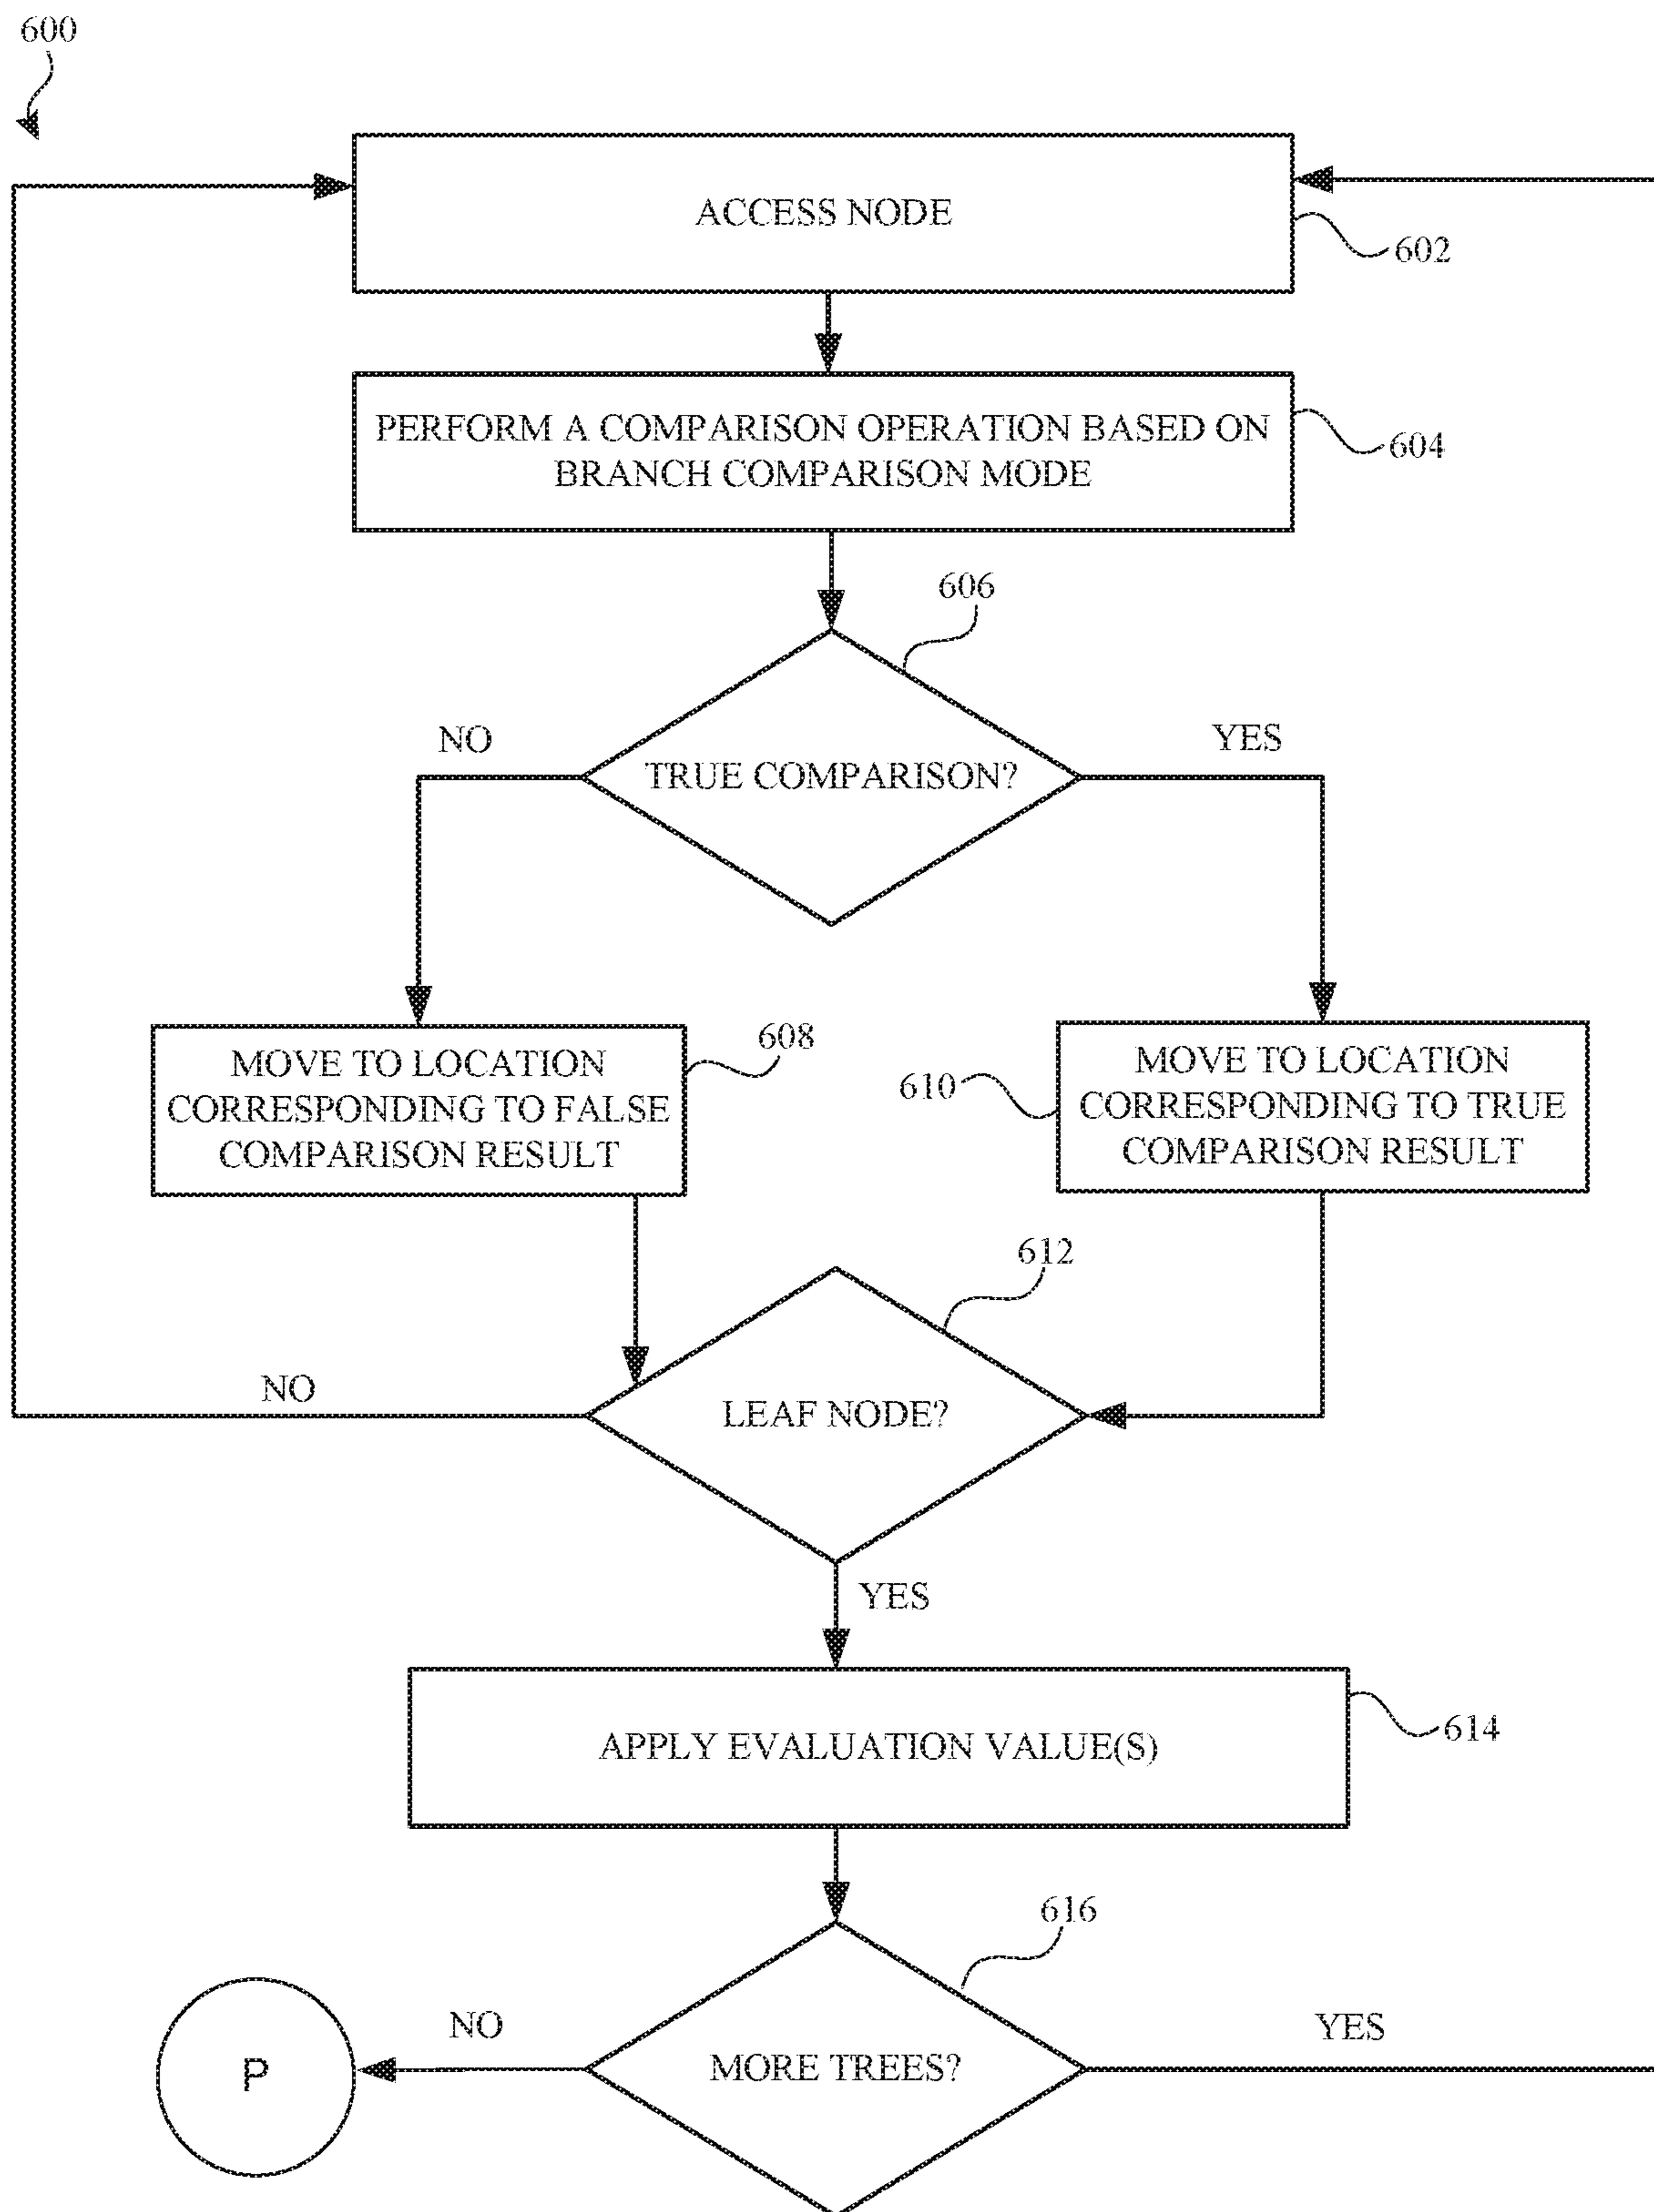 600
ACCESS NODE
602
PERFORM A COMPARISON OPERATION BASED ON
BRANCH COMPARISON MODE
604
606
NO
YES
TRUE COMPARISON?
MOVE TO LOCATION
CORRESPONDING TO FALSE
COMPARISON RESULT
608
610
MOVE TO LOCATION
CORRESPONDING TO TRUE
COMPARISON RESULT
612
NO
LEAF NODE?
YES
APPLY EVALUATION VALUE(S)
614
616
NO
YES
P
MORE TREES?